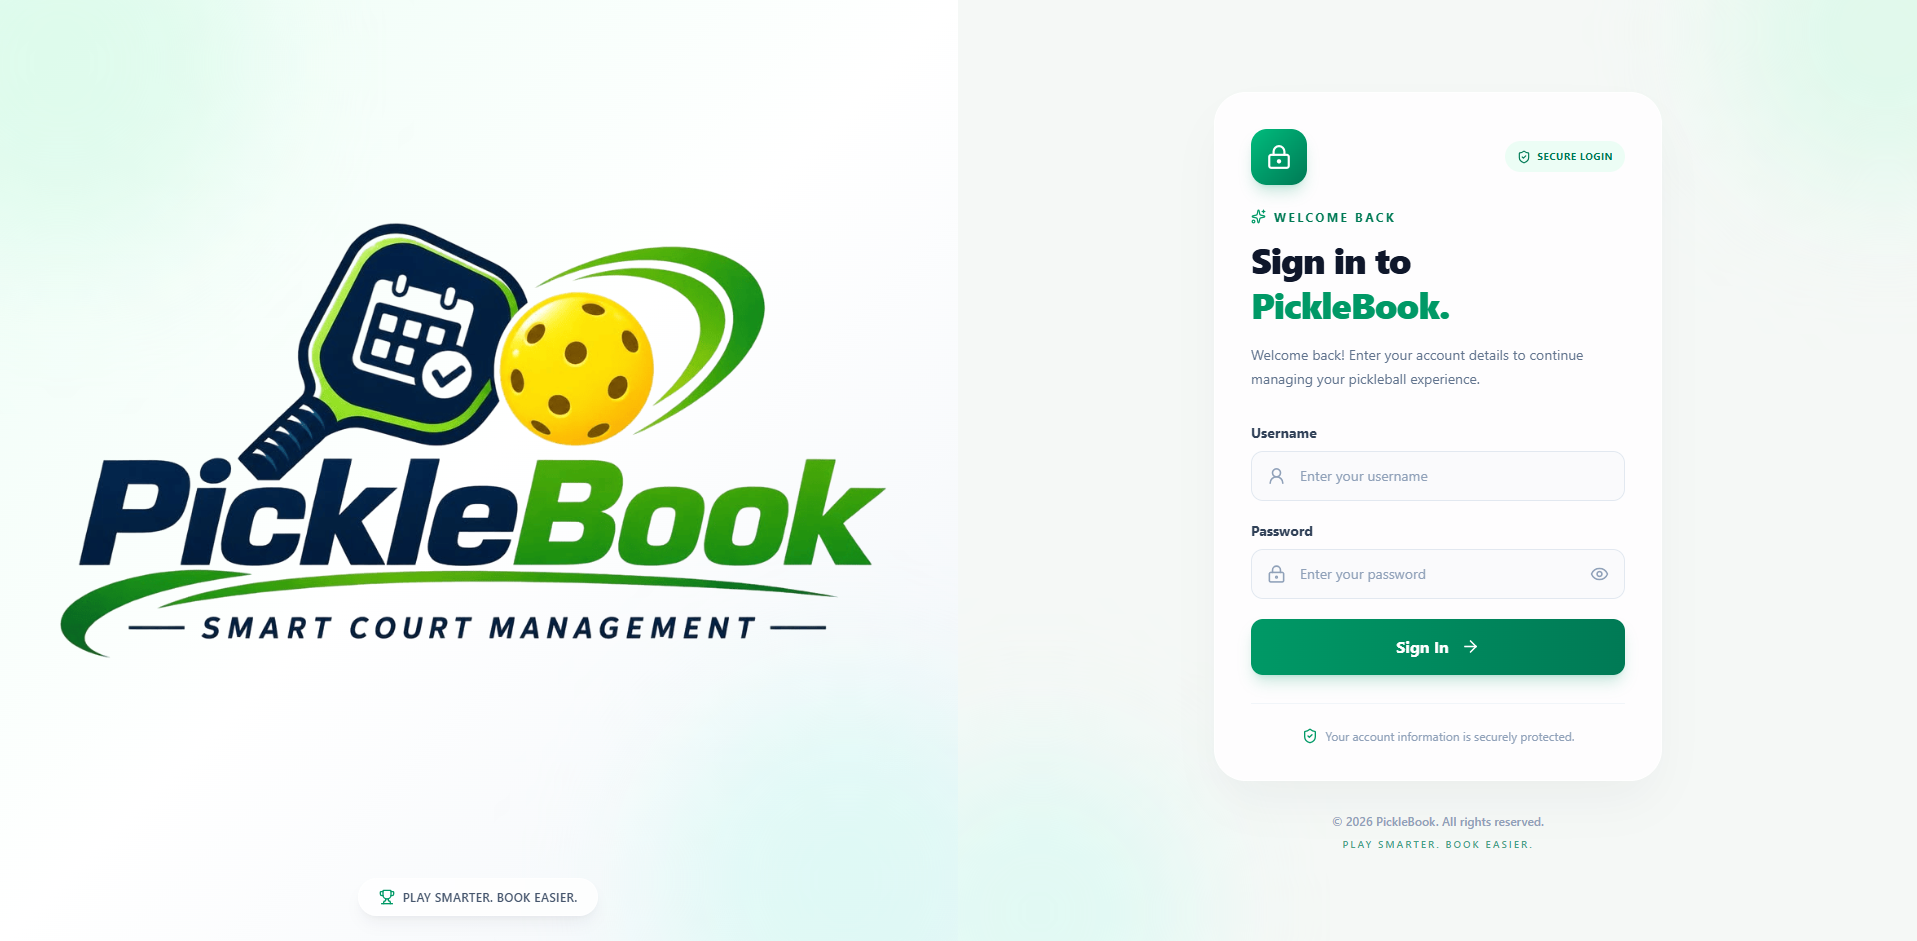 PickleBook
SMART COURT MANAGEMENT
PLAY SMARTER. BOOK EASIER.
SECURE LOGIN
WELCOME BACK
Sign in to
PickleBook.
Welcome back! Enter your account details to continue
managing your pickleball experience.
Username
Enter your username
Password
Enter your password
Sign In
Your account information is securely protected.
© 2026 PickleBook. All rights reserved.
PLAY SMARTER. BOOK EASIER.